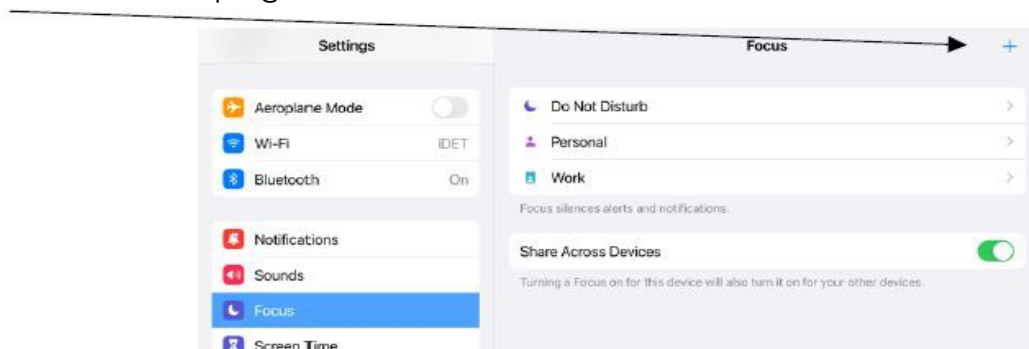 Settings
Aeroplane Mode
Wi-Fi iDET
Bluetooth On
Notifications
Sounds
Focus
Screen Time
Focus +
Do Not Disturb
Personal
Work
Focus silences alerts and notifications.
Share Across Devices
Turning a Focus on for this device will also turn it on for your other devices.